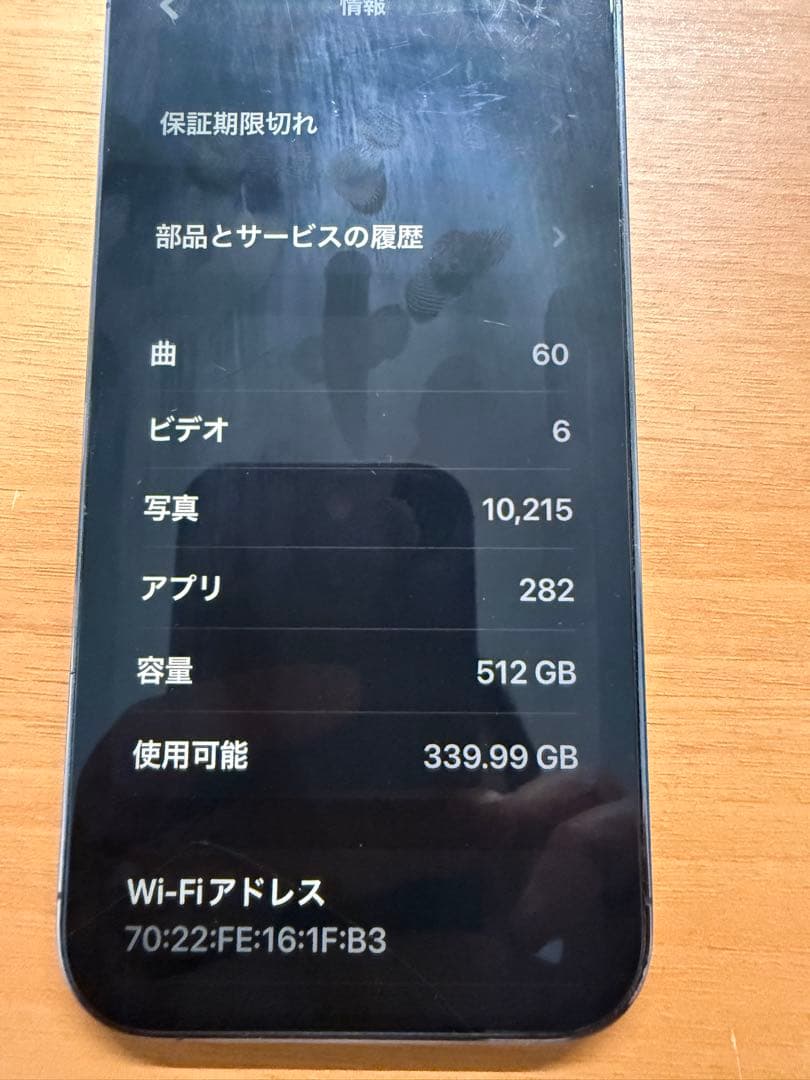 情報
保証期限切れ
部品とサービスの履歴
曲 60
ビデオ 6
写真 10,215
アプリ 282
容量 512 GB
使用可能 339.99 GB
Wi-Fiアドレス
70:22:FE:16:1F:B3